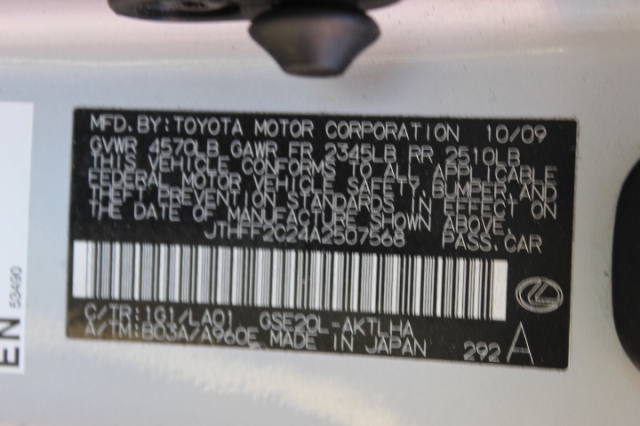 MFD. BY: TOYOTA MOTOR CORPORATION 10/09
GVWR 4570LB GAWR FR 2345LB RR 2510LB
THIS VEHICLE CONFORMS TO ALL APPLICABLE
FEDERAL MOTOR VEHICLE SAFETY, BUMPER, AND
THEFT PREVENTION STANDARDS IN EFFECT ON
THE DATE OF MANUFACTURE SHOWN ABOVE.
JTHFF2C24A2507568 PASS. CAR
C/TR: 1G1/LA01 GSE20L-AKTLHA
A/TM: B03A/A960E MADE IN JAPAN 292 A
53490
EN